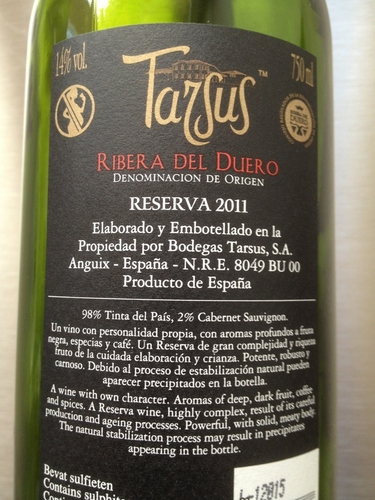 14% vol.
750 ml
Tarsus™
RIBERA DEL DUERO
DENOMINACION DE ORIGEN
RESERVA 2011
Elaborado y Embotellado en la
Propiedad por Bodegas Tarsus, S.A.
Anguix - España - N.R.E. 8049 BU 00
Producto de España
98% Tinta del País, 2% Cabernet Sauvignon.
Un vino con personalidad propia, con aromas profundos a fruta
negra, especias y café. Un Reserva de gran complejidad y riqueza
fruto de la cuidada elaboración y crianza. Potente, robusto y
carnoso. Debido al proceso de estabilización natural pueden
aparecer precipitados en la botella.
A wine with own character. Aromas of deep, dark fruit, coffee
and spices. A Reserva wine, highly complex, result of its careful
production and ageing processes. Powerful, with solid, meaty body.
The natural stabilization process may result in precipitates
appearing in the bottle.
Bevat sulfieten
Contains sulphites